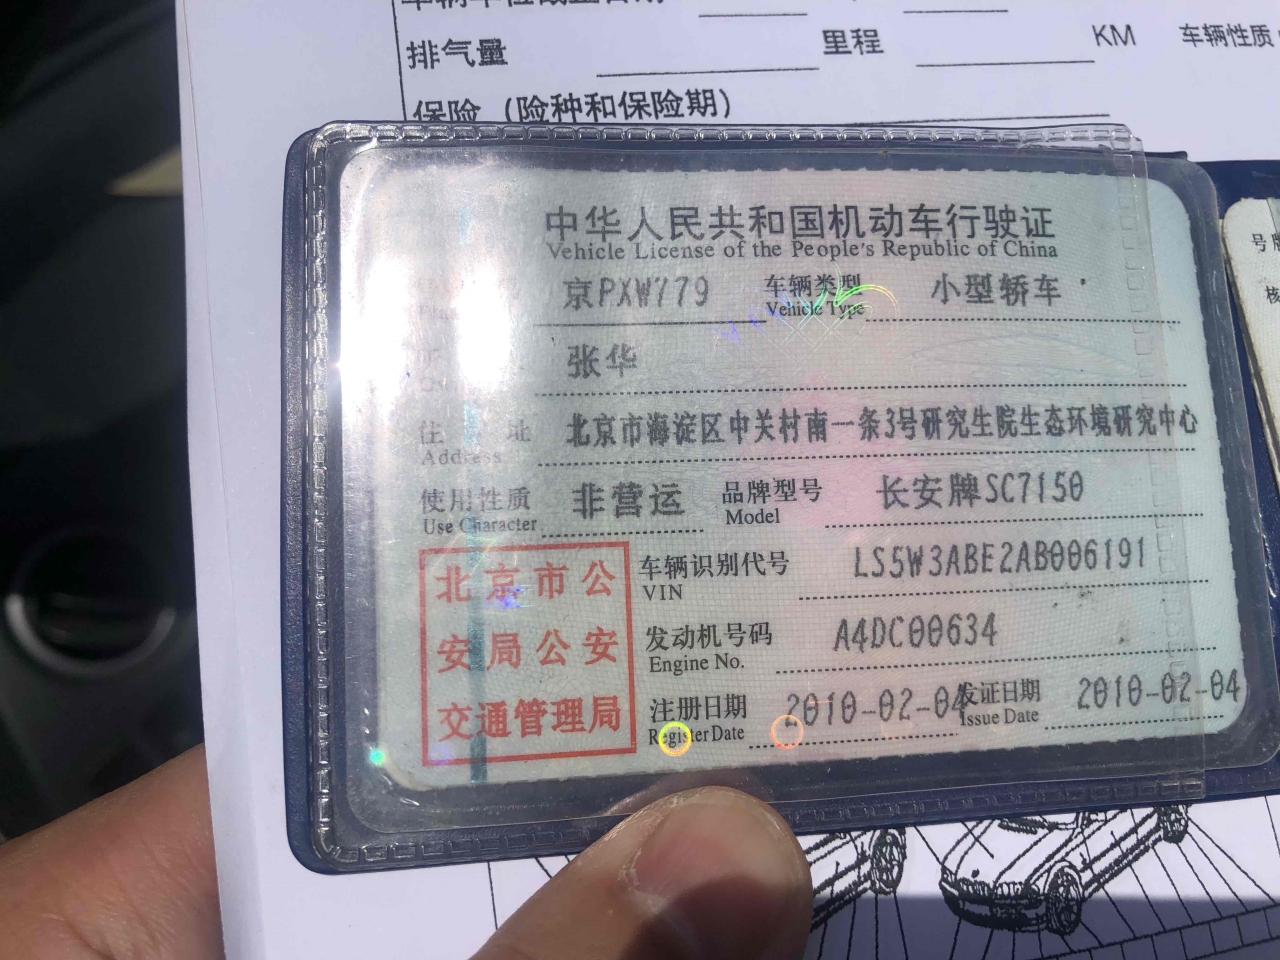 排气量 里程 KM 车辆性质
保险（险种和保险期）
中华人民共和国机动车行驶证
Vehicle License of the People's Republic of China
京PXW779 车辆类型 小型轿车
Vehicle Type
张华
住 址 北京市海淀区中关村南一条3号研究生院生态环境研究中心
Address
使用性质 非营运 品牌型号 长安牌SC7150
Use Character Model
车辆识别代号 LS5W3ABE2AB006191
VIN
发动机号码 A4DC00634
Engine No.
注册日期 2010-02-04 发证日期 2010-02-04
Register Date Issue Date
北京市公
安局公安
交通管理局
号牌
核